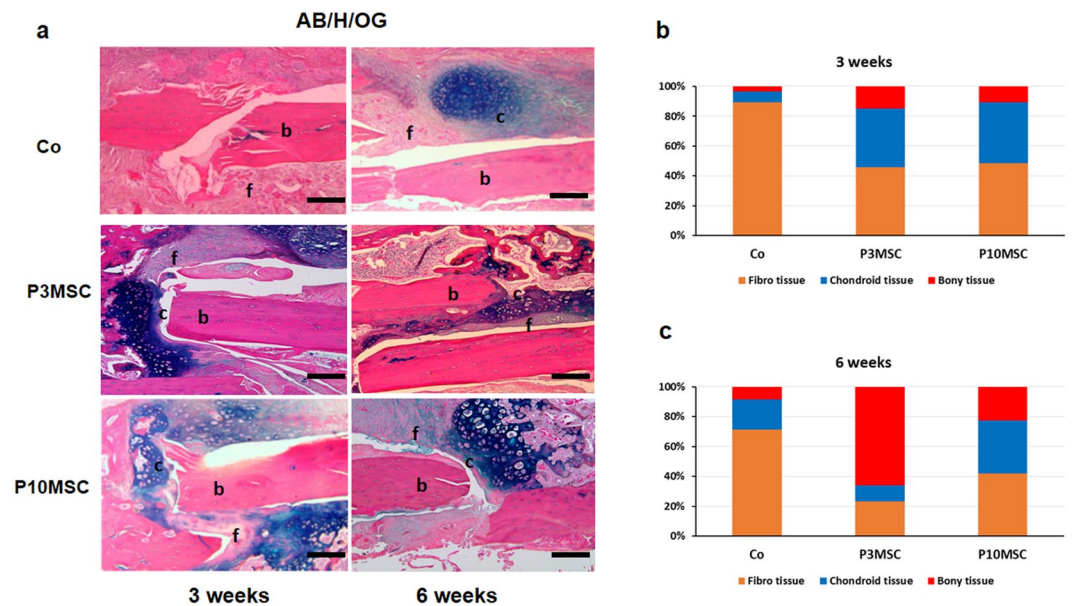 AB/H/OG
a
Co
b
f
f
c
b
P3MSC
f
c
b
b
c
f
P10MSC
c
b
f
f
c
b
3 weeks
6 weeks
b
3 weeks
100%
80%
60%
40%
20%
0%
Co
P3MSC
P10MSC
Fibro tissue
Chondroid tissue
Bony tissue
c
6 weeks
100%
80%
60%
40%
20%
0%
Co
P3MSC
P10MSC
Fibro tissue
Chondroid tissue
Bony tissue